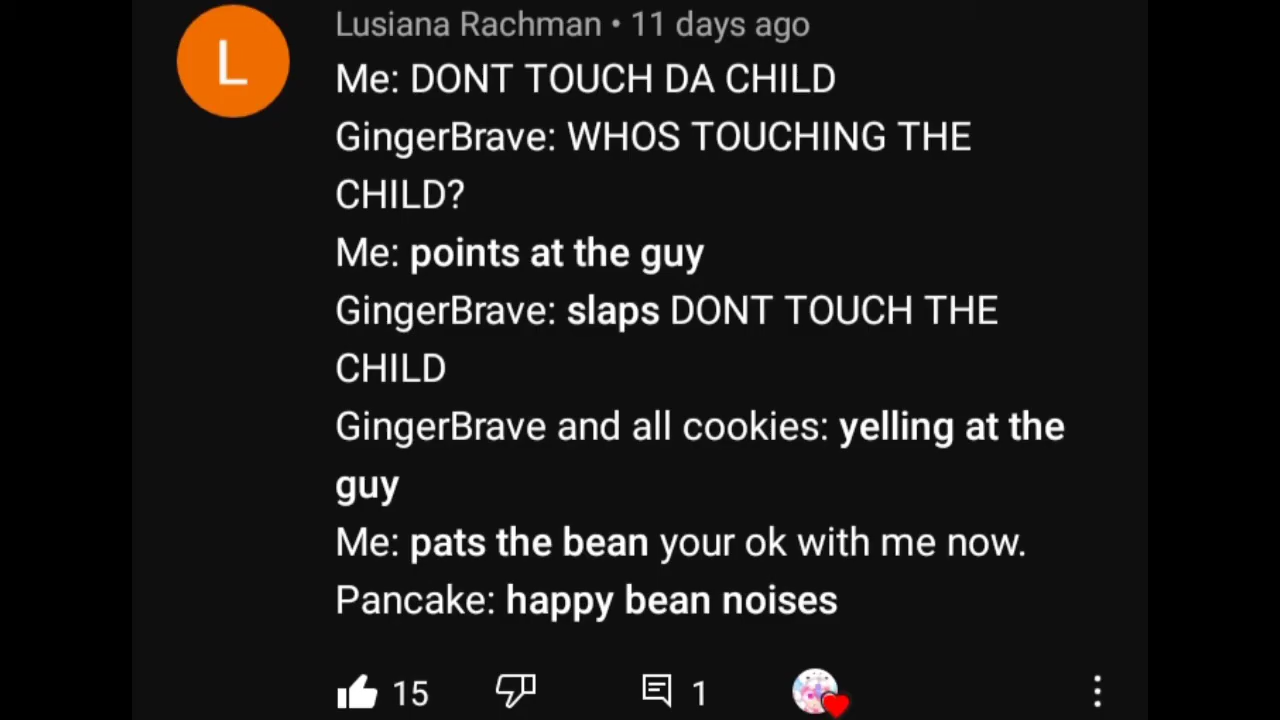 L
Lusiana Rachman • 11 days ago
Me: DONT TOUCH DA CHILD
GingerBrave: WHOS TOUCHING THE
CHILD?
Me: points at the guy
GingerBrave: slaps DONT TOUCH THE
CHILD
GingerBrave and all cookies: yelling at the
guy
Me: pats the bean your ok with me now.
Pancake: happy bean noises
15 1